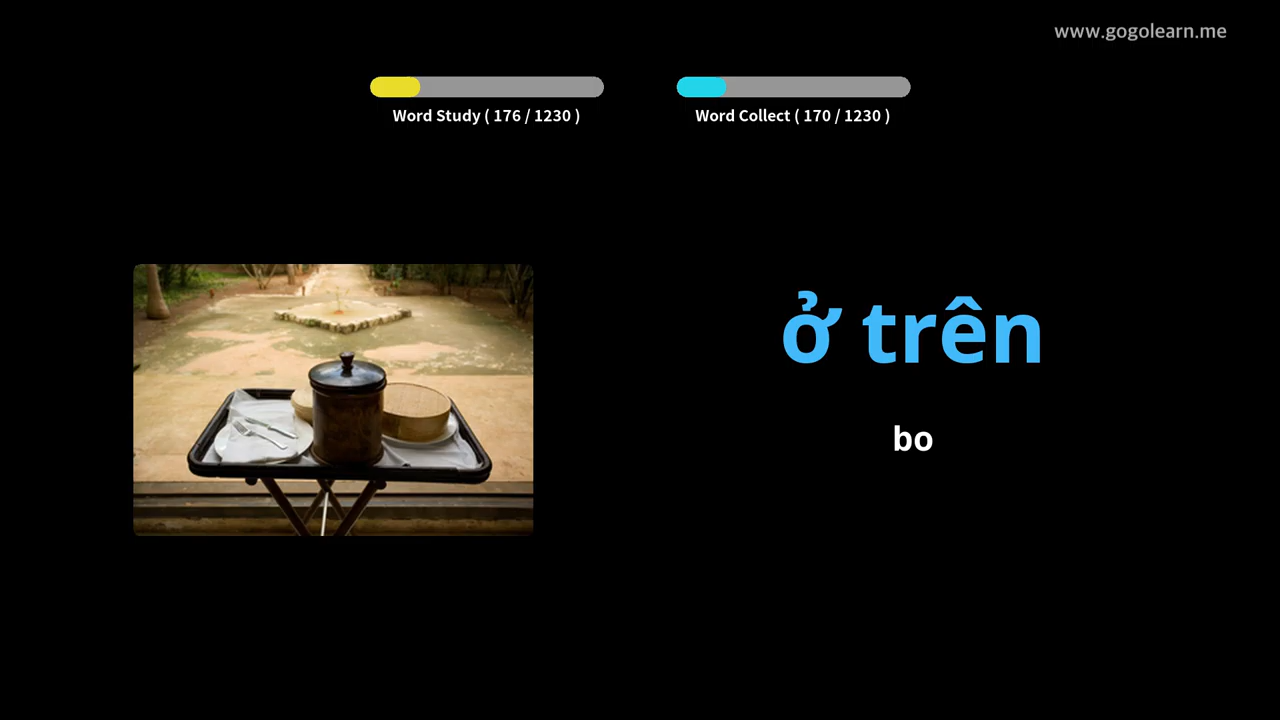 www.gogolearn.me
Word Study ( 176 / 1230 )
Word Collect ( 170 / 1230 )
ở trên
bo